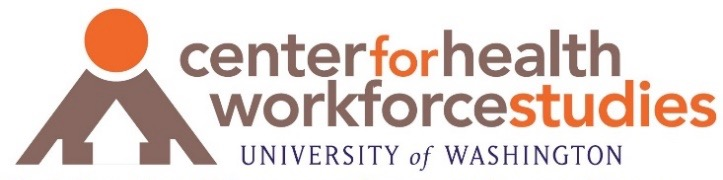 centerforhealth
workforcestudies
UNIVERSITY of WASHINGTON